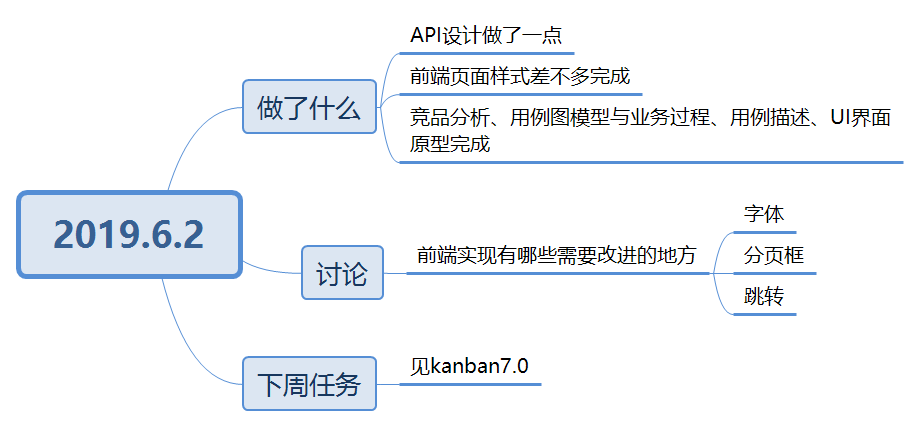 2019.6.2
做了什么
API设计做了一点
前端页面样式差不多完成
竞品分析、用例图模型与业务过程、用例描述、UI界面
原型完成
讨论
前端实现有哪些需要改进的地方
字体
分页框
跳转
下周任务
见kanban7.0